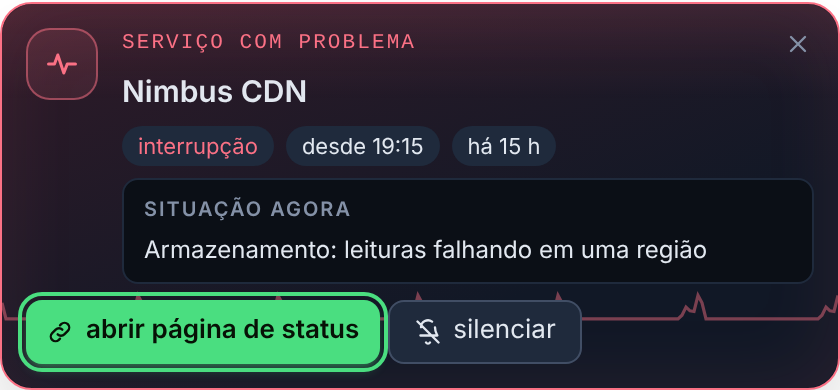 SERVIÇO COM PROBLEMA
Nimbus CDN
interrupção desde 19:15 há 15 h
SITUAÇÃO AGORA
Armazenamento: leituras falhando em uma região
abrir página de status silenciar